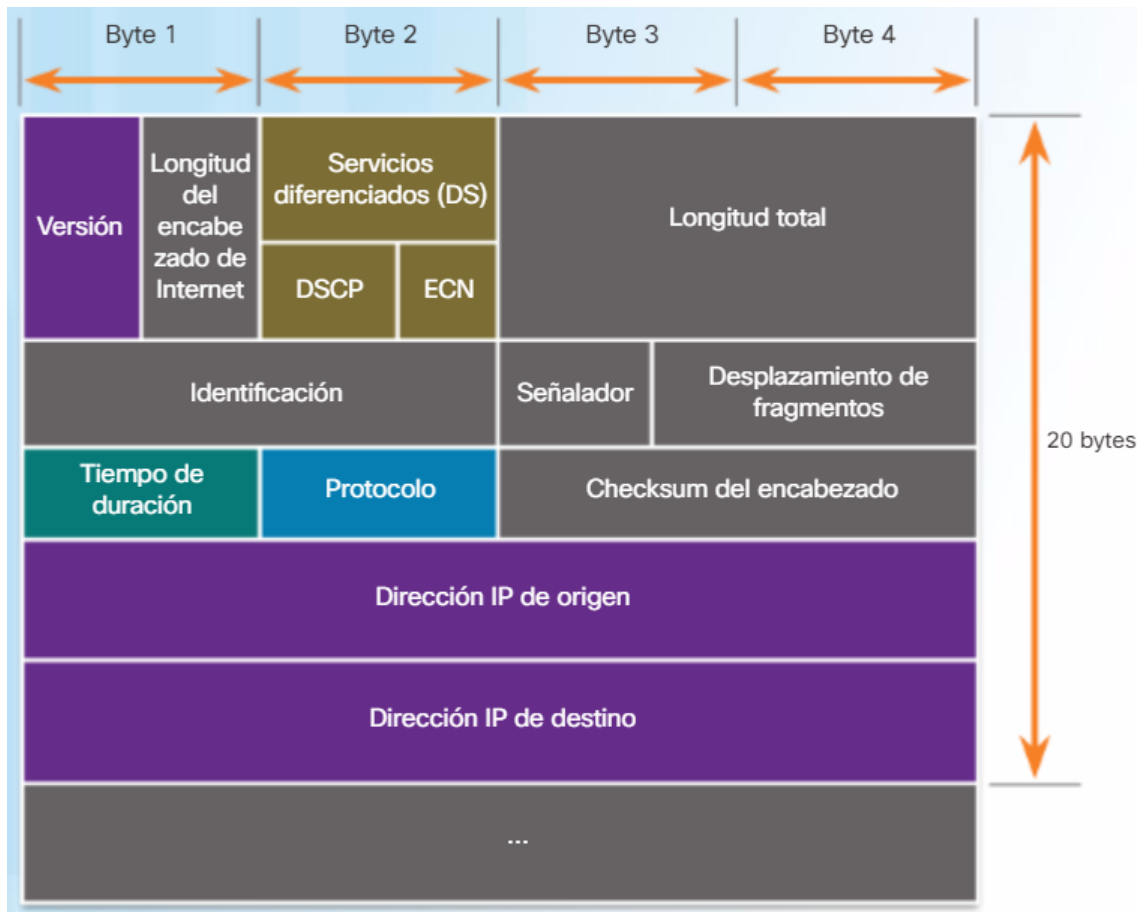 Byte 1
Byte 2
Byte 3
Byte 4
Versión
Longitud
del
encabe
zado de
Internet
Servicios
diferenciados (DS)
DSCP
ECN
Longitud total
Identificación
Señalador
Desplazamiento de
fragmentos
20 bytes
Tiempo de
duración
Protocolo
Checksum del encabezado
Dirección IP de origen
Dirección IP de destino
...